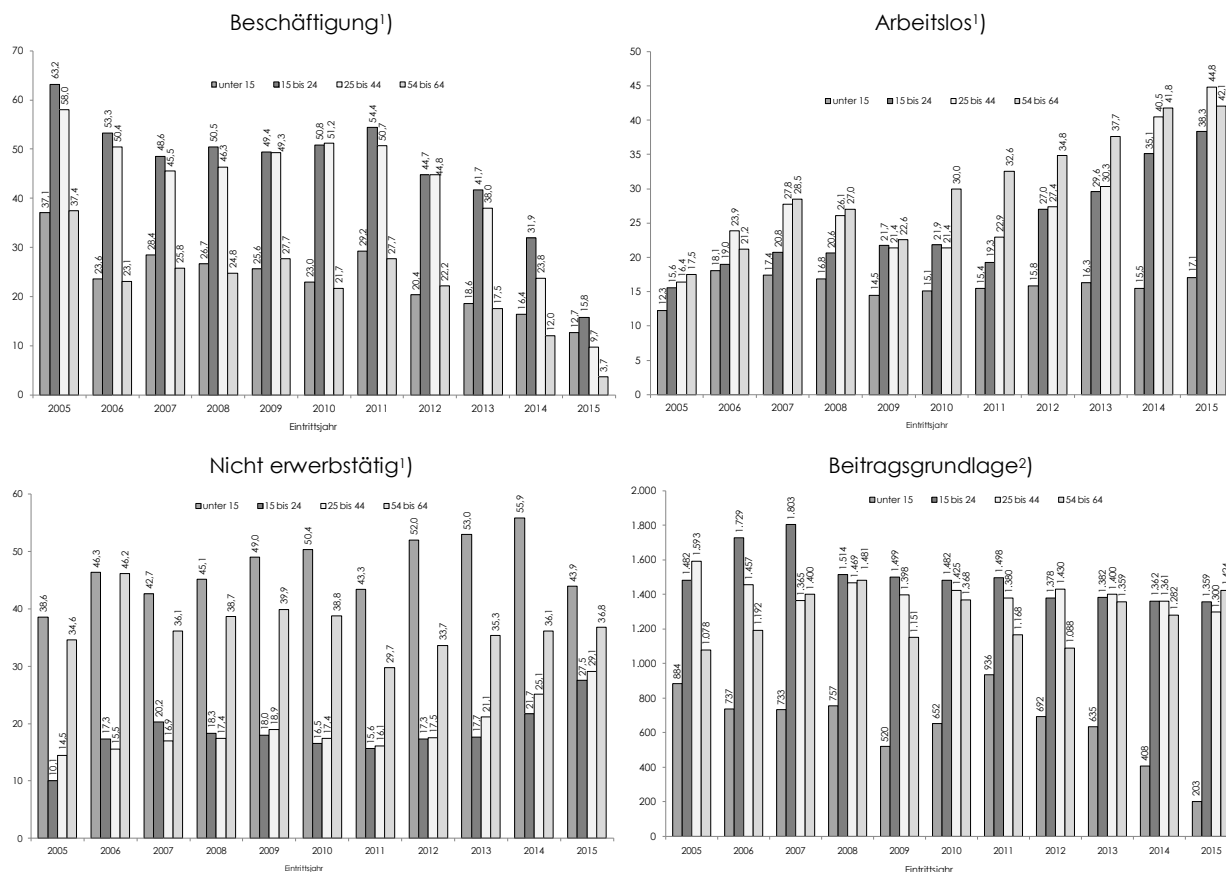 Beschäftigung¹)
70
60
50
40
30
20
10
0
unter 15 15 bis 24 25 bis 44 54 bis 64
37,1 63,2 58,0 37,4
23,6 53,3 50,4 23,1
28,4 48,6 45,5 25,8
26,7 50,5 46,3 24,8
25,6 49,4 49,3 27,7
23,0 50,8 51,2 21,7
29,2 54,4 50,7 27,7
20,4 44,7 44,8 22,2
18,6 41,7 38,0 17,5
16,4 31,9 23,8 12,0
12,7 15,8 9,7 3,7
2005 2006 2007 2008 2009 2010 2011 2012 2013 2014 2015
Eintrittsjahr
Arbeitslos¹)
50
45
40
35
30
25
20
15
10
5
0
unter 15 15 bis 24 25 bis 44 54 bis 64
12,3 15,6 16,4 17,5
18,1 19,0 23,9 21,2
17,4 20,8 27,8 28,5
16,8 20,6 26,1 27,0
14,5 21,7 21,4 22,6
15,1 21,9 21,4 30,0
15,4 19,3 22,9 32,6
15,8 27,0 27,4 34,8
16,3 29,6 30,3 37,7
15,5 35,1 40,5 41,8
17,1 38,3 44,8 42,1
2005 2006 2007 2008 2009 2010 2011 2012 2013 2014 2015
Eintrittsjahr
Nicht erwerbstätig¹)
60
50
40
30
20
10
0
unter 15 15 bis 24 25 bis 44 54 bis 64
38,6 10,1 14,5 34,6
46,3 17,3 15,5 46,2
42,7 20,2 16,9 36,1
45,1 18,3 17,4 38,7
49,0 18,0 18,9 39,9
50,4 16,5 17,4 38,8
43,3 15,6 16,1 29,7
52,0 17,3 17,5 33,7
53,0 17,7 21,1 35,3
55,9 21,7 25,1 36,1
43,9 27,5 29,1 36,8
2005 2006 2007 2008 2009 2010 2011 2012 2013 2014 2015
Eintrittsjahr
Beitragsgrundlage²)
2.000
1.800
1.600
1.400
1.200
1.000
800
600
400
200
0
unter 15 15 bis 24 25 bis 44 54 bis 64
884 1.482 1.593 1.078
737 1.729 1.457 1.192
733 1.803 1.365 1.400
757 1.514 1.469 1.481
520 1.499 1.398 1.151
652 1.482 1.425 1.368
936 1.498 1.380 1.168
692 1.378 1.430 1.088
635 1.382 1.400 1.359
408 1.362 1.361 1.282
203 1.359 1.300 1.424
2005 2006 2007 2008 2009 2010 2011 2012 2013 2014 2015
Eintrittsjahr